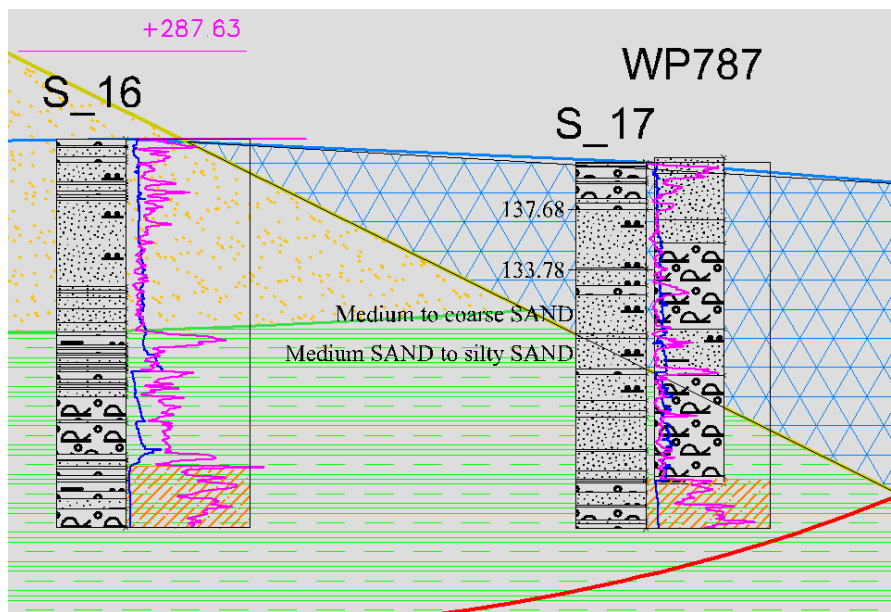 +287.63
WP787
S_16
S_17
137.68
133.78
Medium to coarse SAND
Medium SAND to silty SAND